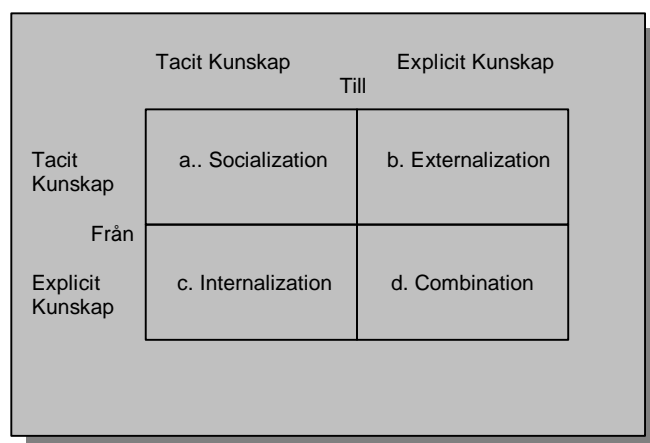 Tacit Kunskap Explicit Kunskap
Till
Tacit
Kunskap
a.. Socialization b. Externalization
Från
Explicit
Kunskap
c. Internalization d. Combination